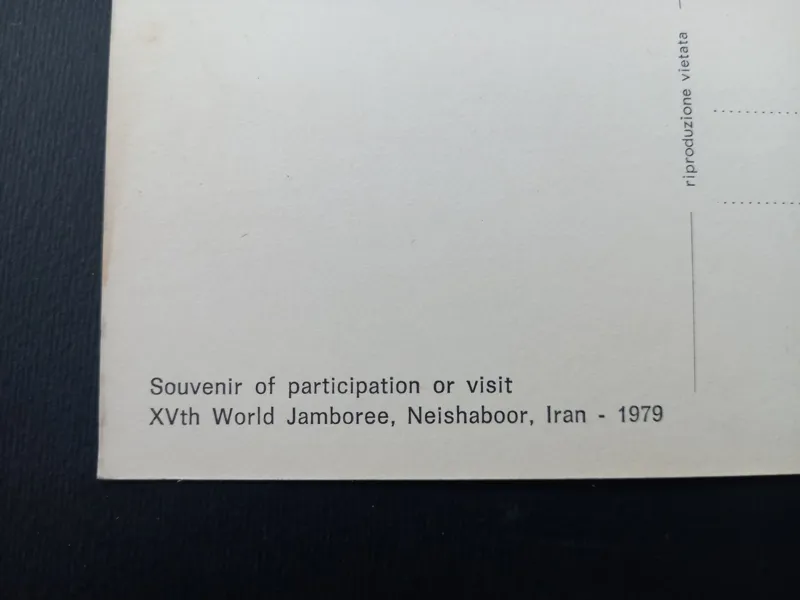 riproduzione vietata
Souvenir of participation or visit
XVth World Jamboree, Neishaboor, Iran - 1979